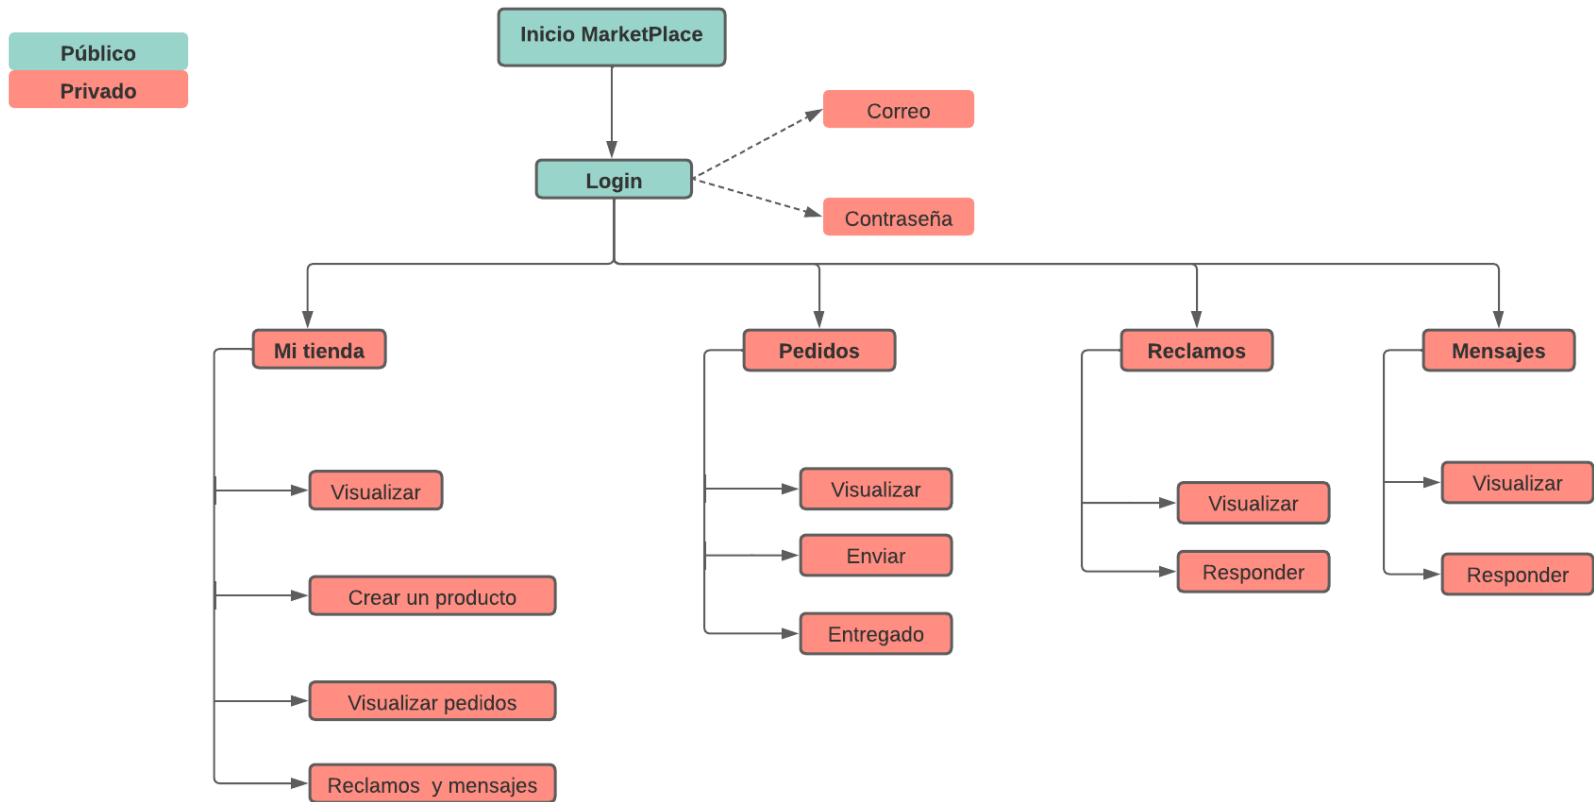 Inicio MarketPlace
Público
Privado
Correo
Login
Contraseña
Mi tienda
Pedidos
Reclamos
Mensajes
Visualizar
Crear un producto
Visualizar pedidos
Reclamos y mensajes
Visualizar
Enviar
Entregado
Visualizar
Responder
Visualizar
Responder